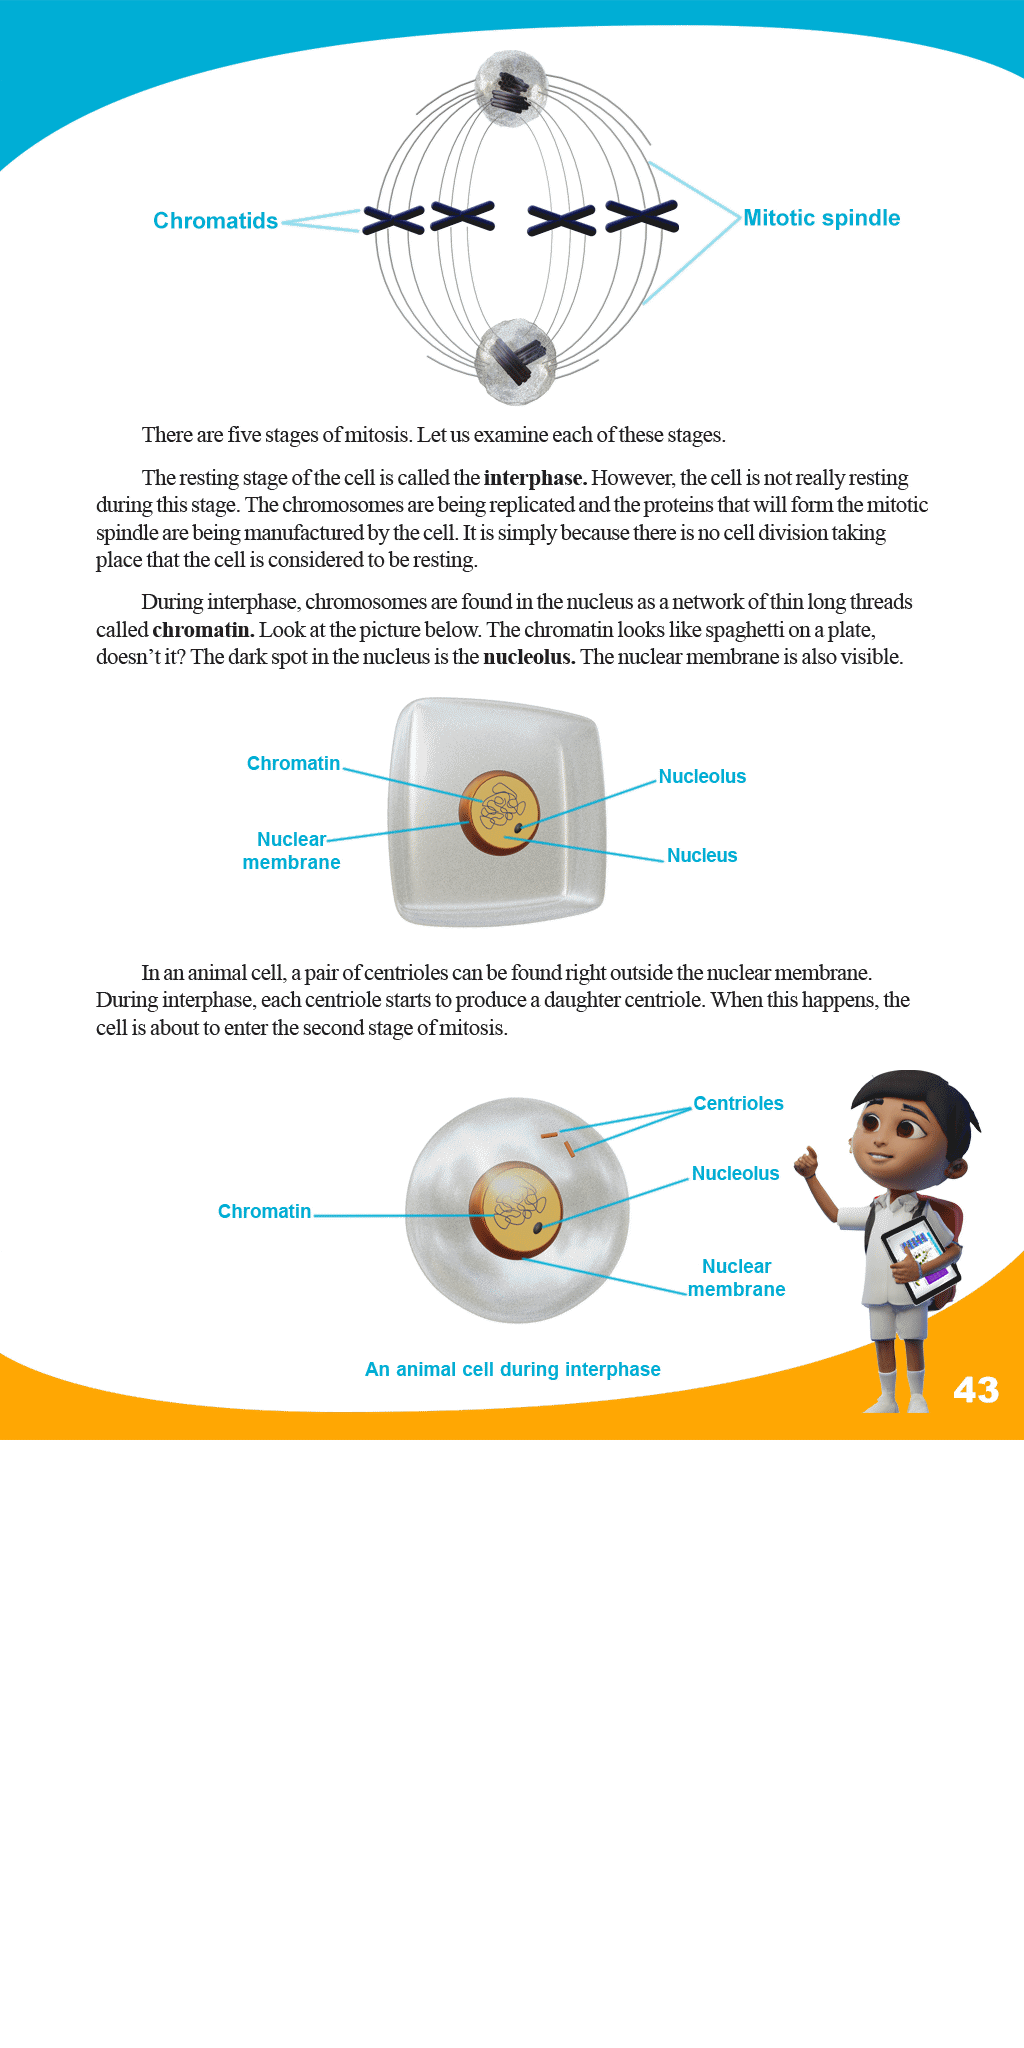 Chromatids
Mitotic spindle
There are five stages of mitosis. Let us examine each of these stages.
The resting stage of the cell is called the interphase. However, the cell is not really resting
during this stage. The chromosomes are being replicated and the proteins that will form the mitotic
spindle are being manufactured by the cell. It is simply because there is no cell division taking
place that the cell is considered to be resting.
During interphase, chromosomes are found in the nucleus as a network of thin long threads
called chromatin. Look at the picture below. The chromatin looks like spaghetti on a plate,
doesn’t it? The dark spot in the nucleus is the nucleolus. The nuclear membrane is also visible.
Chromatin
Nucleolus
Nuclear
membrane
Nucleus
In an animal cell, a pair of centrioles can be found right outside the nuclear membrane.
During interphase, each centriole starts to produce a daughter centriole. When this happens, the
cell is about to enter the second stage of mitosis.
Centrioles
Nucleolus
Chromatin
Nuclear
membrane
An animal cell during interphase
43